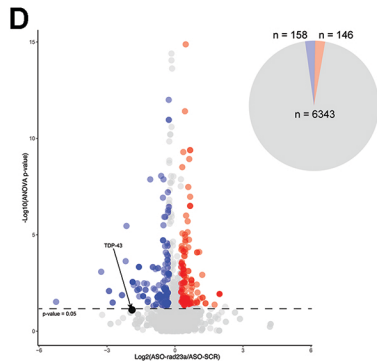 D
n = 158
n = 146
n = 6343
15
10
5
0
-Log10(ANOVA p-value)
TDP-43
p-value = 0.05
-6
-3
0
3
6
Log2(ASO-rad23a/ASO-SCR)